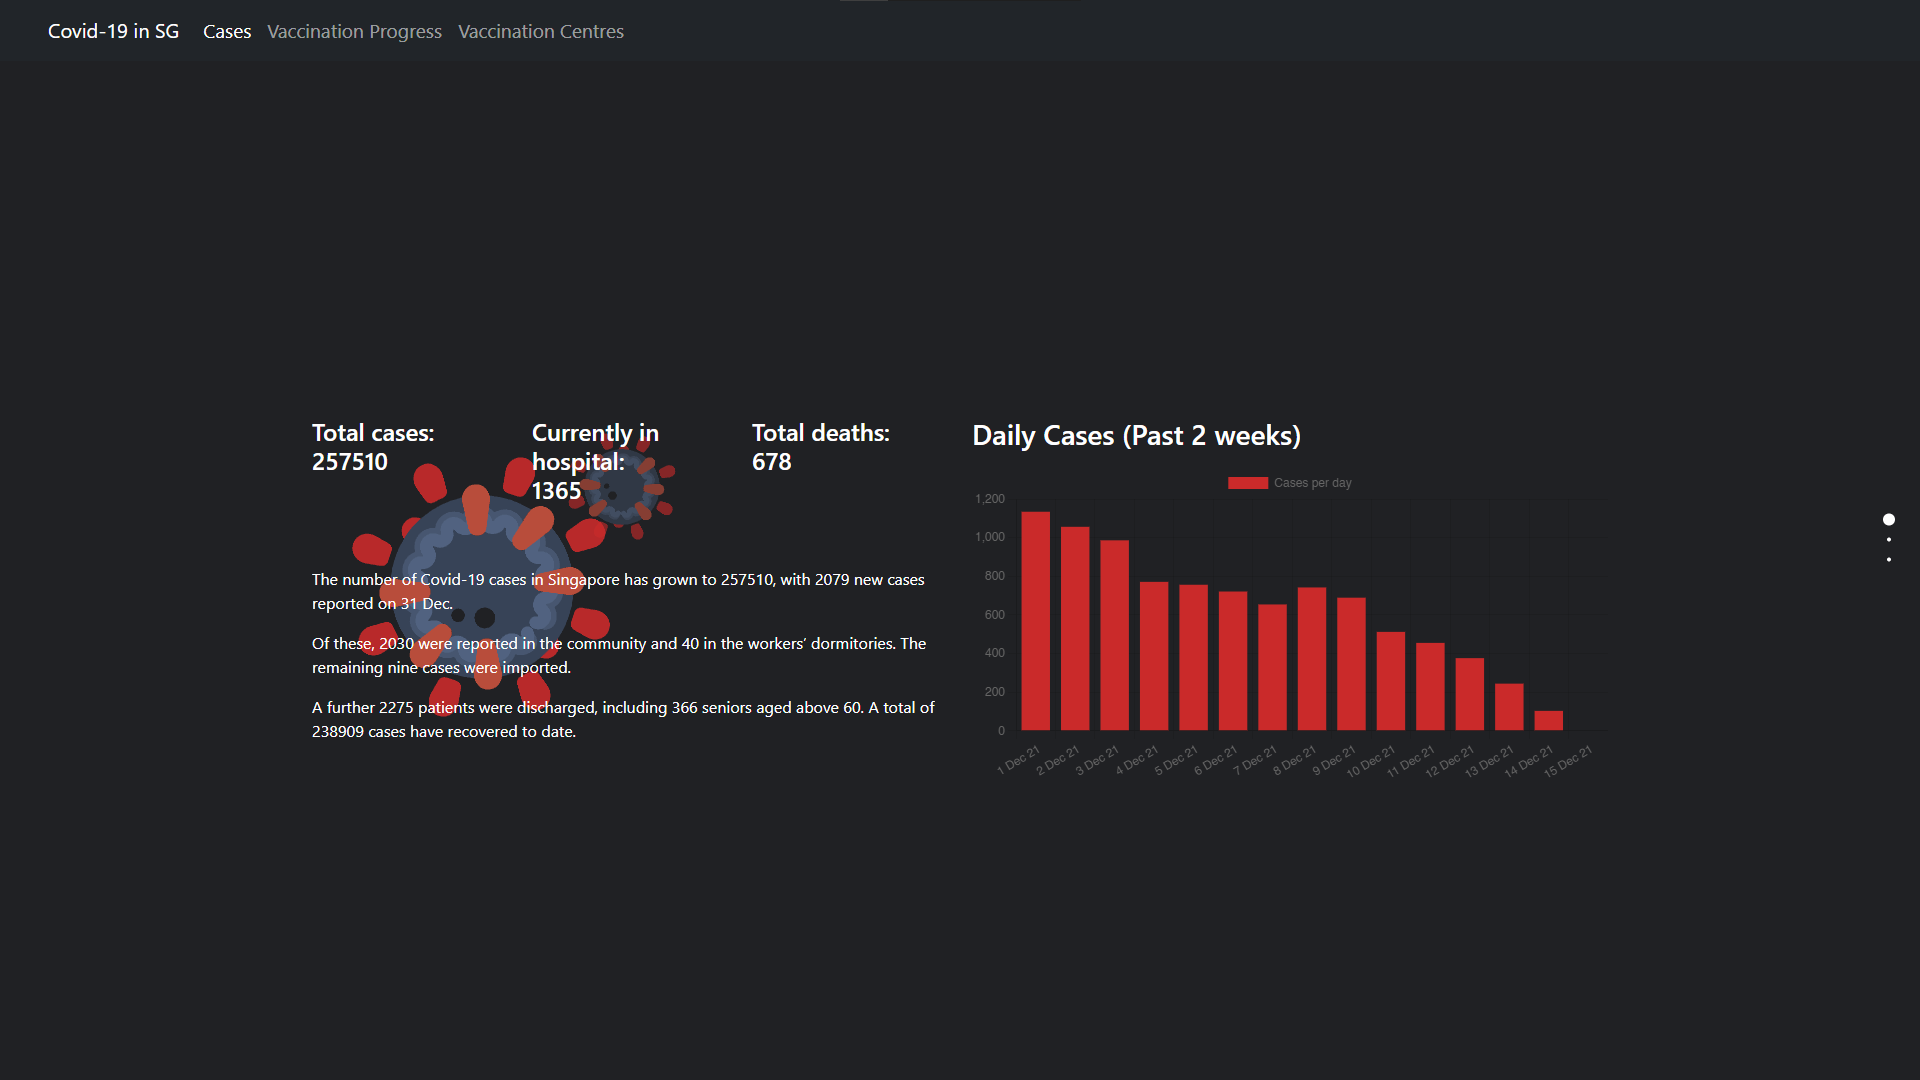 Covid-19 in SG Cases Vaccination Progress Vaccination Centres
Total cases:
257510
Currently in
hospital:
1365
Total deaths:
678
The number of Covid-19 cases in Singapore has grown to 257510, with 2079 new cases
reported on 31 Dec.
Of these, 2030 were reported in the community and 40 in the workers’ dormitories. The
remaining nine cases were imported.
A further 2275 patients were discharged, including 366 seniors aged above 60. A total of
238909 cases have recovered to date.
Daily Cases (Past 2 weeks)
Cases per day
1,200
1,000
800
600
400
200
0
1 Dec 21
2 Dec 21
3 Dec 21
4 Dec 21
5 Dec 21
6 Dec 21
7 Dec 21
8 Dec 21
9 Dec 21
10 Dec 21
11 Dec 21
12 Dec 21
13 Dec 21
14 Dec 21
15 Dec 21